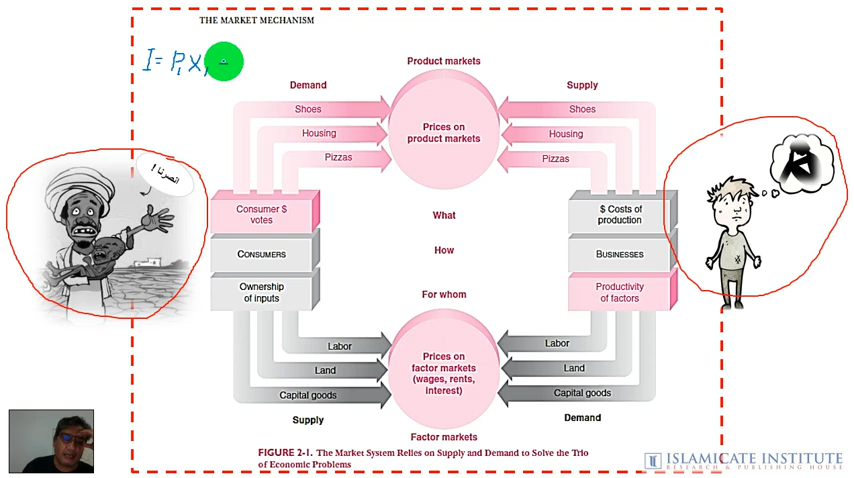 THE MARKET MECHANISM
I = P₁ X₁ +
Product markets
Demand
Supply
Shoes
Shoes
Prices on
product markets
Housing
Housing
Pizzas
Pizzas
انصرنا !
Consumer $
votes
What
$ Costs of
production
CONSUMERS
How
BUSINESSES
Ownership
of inputs
For whom
Productivity
of factors
Labor
Labor
Prices on
factor markets
(wages, rents,
interest)
Land
Land
Capital goods
Capital goods
Supply
Demand
Factor markets
FIGURE 2-1. The Market System Relies on Supply and Demand to Solve the Trio
of Economic Problems
ISLAMICATE INSTITUTE
RESEARCH & PUBLISHING HOUSE